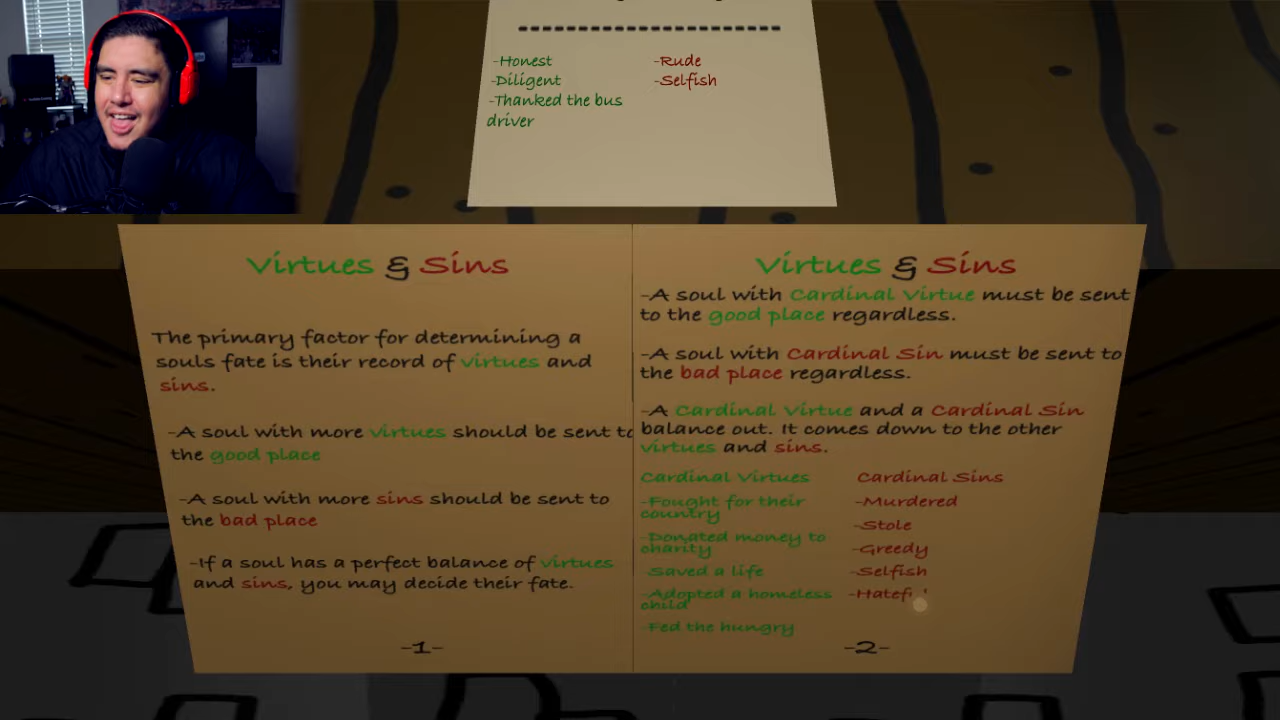 -Honest
-Diligent
-Thanked the bus
driver
-Rude
-Selfish
Virtues & Sins
The primary factor for determining a
souls fate is their record of virtues and
sins.
-A soul with more virtues should be sent to
the good place
-A soul with more sins should be sent to
the bad place
-If a soul has a perfect balance of virtues
and sins, you may decide their fate.
-1-
Virtues & Sins
-A soul with Cardinal Virtue must be sent
to the good place regardless.
-A soul with Cardinal Sin must be sent to
the bad place regardless.
-A Cardinal Virtue and a Cardinal Sin
balance out. It comes down to the other
virtues and sins.
Cardinal Virtues
-Fought for their
country
-Donated money to
charity
-Saved a life
-Adopted a homeless
child
-Fed the hungry
Cardinal Sins
-Murdered
-Stole
-Greedy
-Selfish
-2-